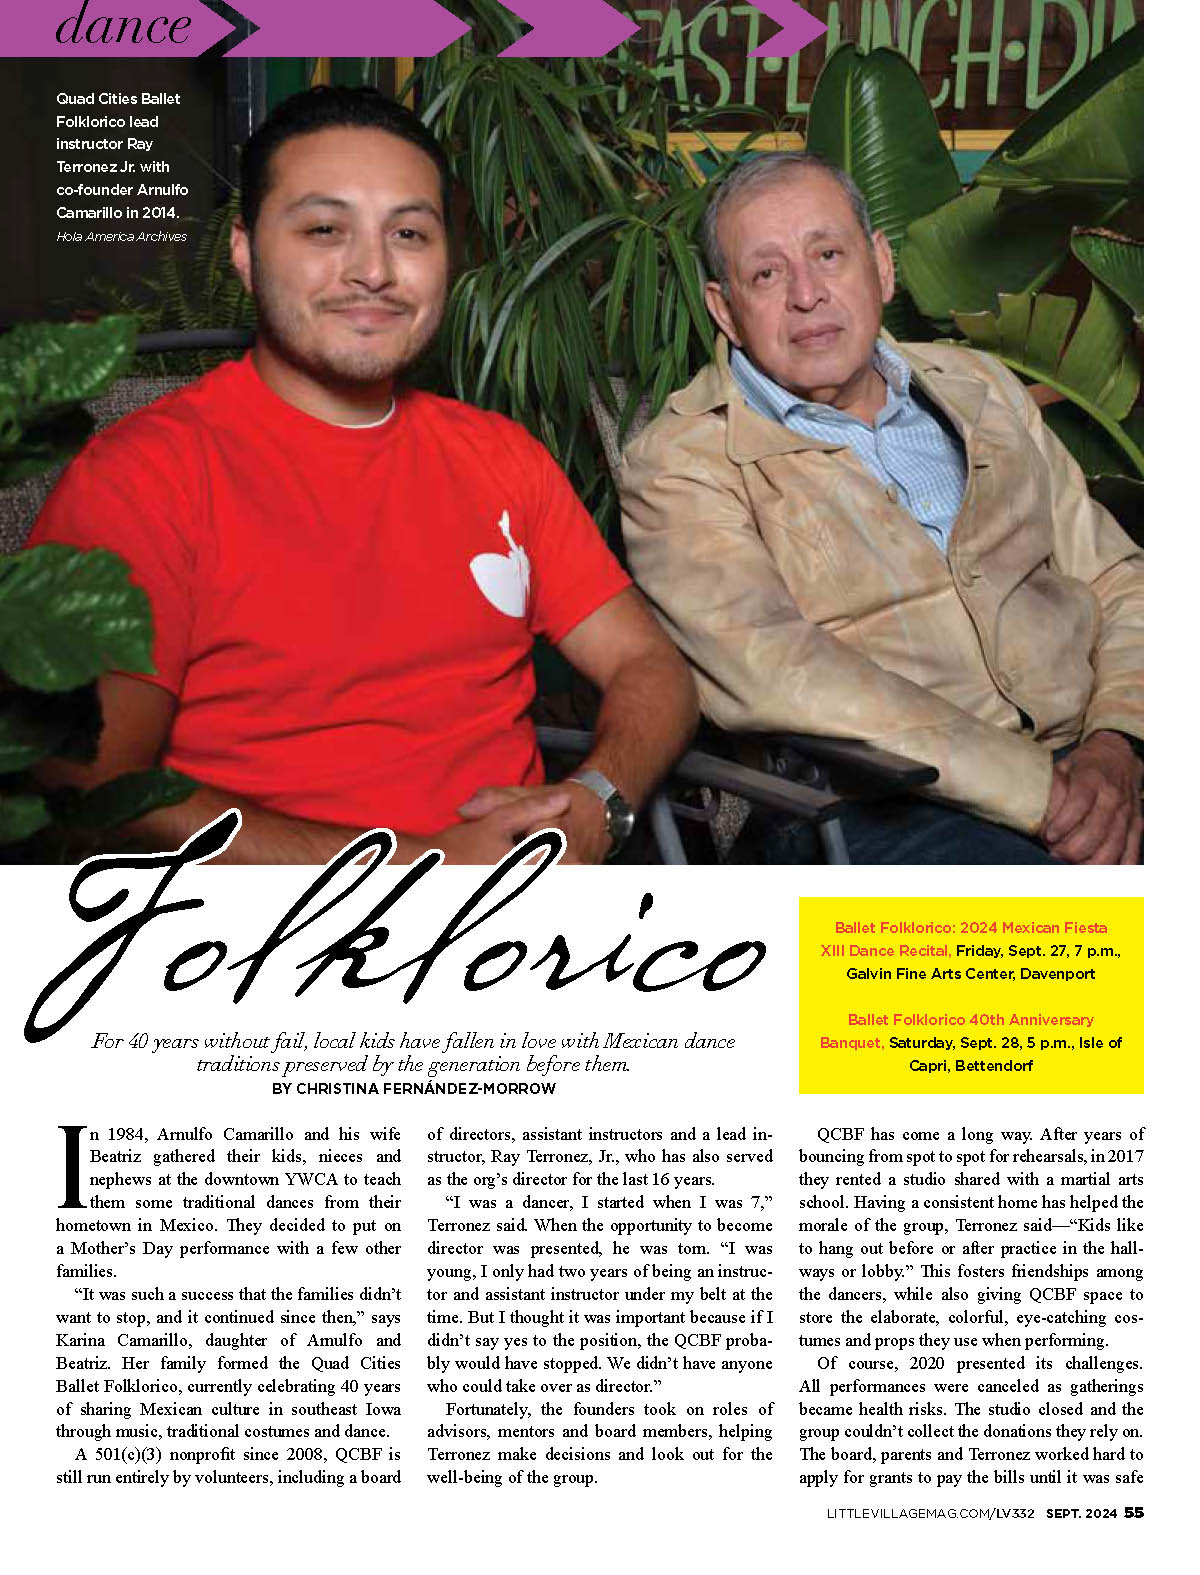 dance
Quad Cities Ballet
Folklorico lead
instructor Ray
Terronez Jr. with
co-founder Arnulfo
Camarillo in 2014.
Hola America Archives
Folklorico
For 40 years without fail, local kids have fallen in love with Mexican dance
traditions preserved by the generation before them.
BY CHRISTINA FERNÁNDEZ-MORROW
Ballet Folklorico: 2024 Mexican Fiesta
XIII Dance Recital, Friday, Sept. 27, 7 p.m.,
Galvin Fine Arts Center, Davenport
Ballet Folklorico 40th Anniversary
Banquet, Saturday, Sept. 28, 5 p.m., Isle of
Capri, Bettendorf
In 1984, Arnulfo Camarillo and his wife
Beatriz gathered their kids, nieces and
nephews at the downtown YWCA to teach
them some traditional dances from their
hometown in Mexico. They decided to put on
a Mother's Day performance with a few other
families.
“It was such a success that the families didn't
want to stop, and it continued since then,” says
Karina Camarillo, daughter of Arnulfo and
Beatriz. Her family formed the Quad Cities
Ballet Folklorico, currently celebrating 40 years
of sharing Mexican culture in southeast Iowa
through music, traditional costumes and dance.
A 501(c)(3) nonprofit since 2008, QCBF is
still run entirely by volunteers, including a board
of directors, assistant instructors and a lead in-
structor, Ray Terronez, Jr., who has also served
as the org's director for the last 16 years.
“I was a dancer, I started when I was 7,”
Terronez said. When the opportunity to become
director was presented, he was torn. “I was
young, I only had two years of being an instruc-
tor and assistant instructor under my belt at the
time. But I thought it was important because if I
didn't say yes to the position, the QCBF proba-
bly would have stopped. We didn't have anyone
who could take over as director.”
Fortunately, the founders took on roles of
advisors, mentors and board members, helping
Terronez make decisions and look out for the
well-being of the group.
QCBF has come a long way. After years of
bouncing from spot to spot for rehearsals, in 2017
they rented a studio shared with a martial arts
school. Having a consistent home has helped the
morale of the group, Terronez said—“Kids like
to hang out before or after practice in the hall-
ways or lobby.” This fosters friendships among
the dancers, while also giving QCBF space to
store the elaborate, colorful, eye-catching cos-
tumes and props they use when performing.
Of course, 2020 presented its challenges.
All performances were canceled as gatherings
became health risks. The studio closed and the
group couldn't collect the donations they rely on.
The board, parents and Terronez worked hard to
apply for grants to pay the bills until it was safe
LITTLEVILLAGEMAG.COM/LV332 SEPT. 2024 55